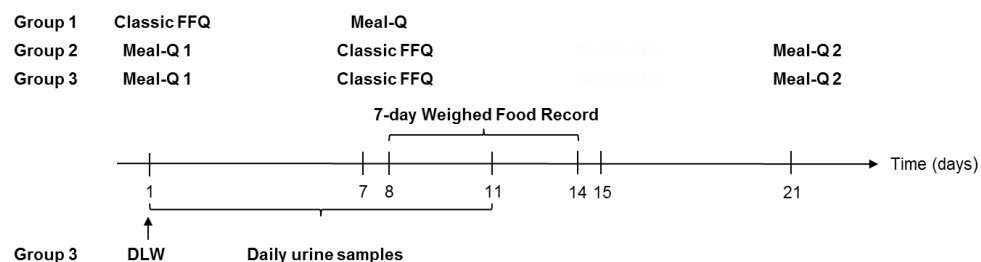 Group 1 Classic FFQ Meal-Q
Group 2 Meal-Q 1 Classic FFQ Meal-Q 2
Group 3 Meal-Q 1 Classic FFQ Meal-Q 2
7-day Weighed Food Record
Time (days)
1 7 8 11 14 15 21
Group 3 DLW Daily urine samples